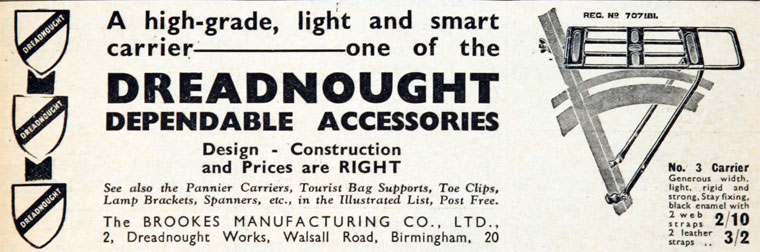 DREADNOUGHT
DREADNOUGHT
DREADNOUGHT
A high-grade, light and smart
carrier————one of the
DREADNOUGHT
DEPENDABLE ACCESSORIES
Design - Construction
and Prices are RIGHT
See also the Pannier Carriers, Tourist Bag Supports, Toe Clips,
Lamp Brackets, Spanners, etc., in the Illustrated List, Post Free.
The BROOKES MANUFACTURING CO., LTD.,
2, Dreadnought Works, Walsall Road, Birmingham, 20
REG. Nº 707181.
No. 3 Carrier
Generous width,
light, rigid and
strong, Stay fixing,
black enamel with
2 web
straps 2/10
2 leather
straps .. 3/2